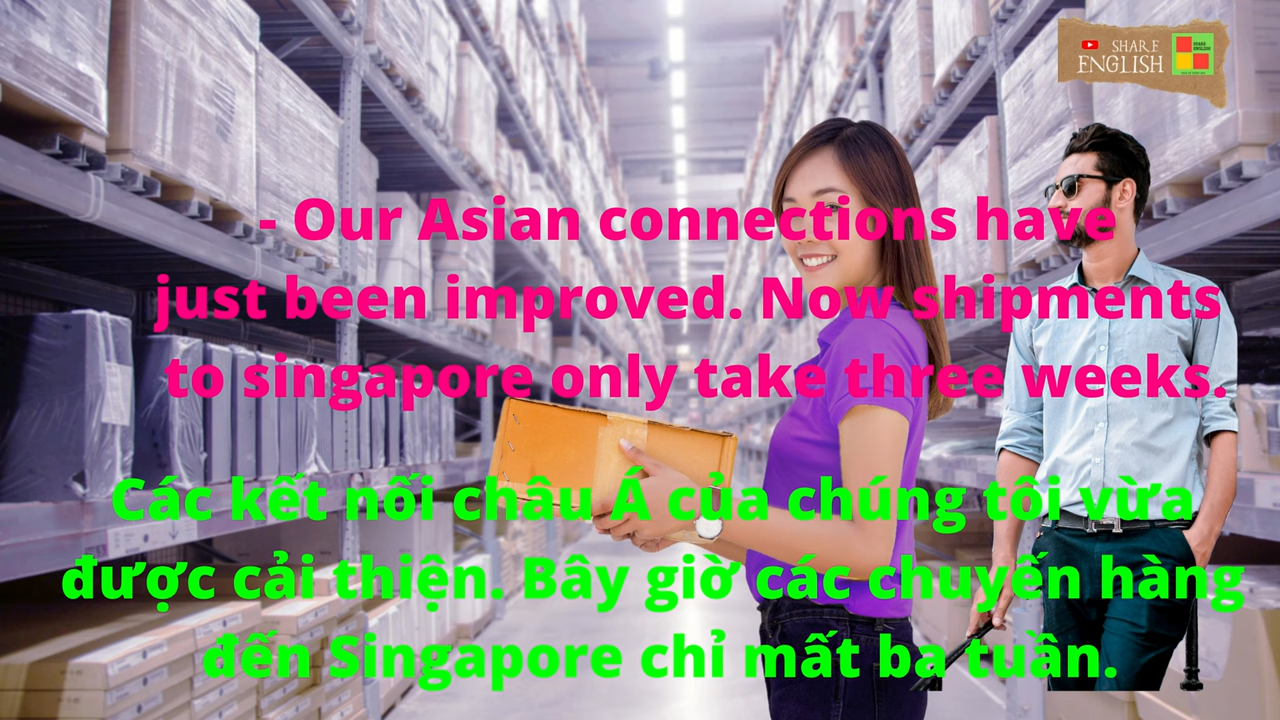 SHARE
ENGLISH
SHARE
ENGLISH
- Our Asian connections have
just been improved. Now shipments
to singapore only take three weeks.
Các kết nối châu Á của chúng tôi vừa
được cải thiện. Bây giờ các chuyến hàng
đến Singapore chỉ mất ba tuần.